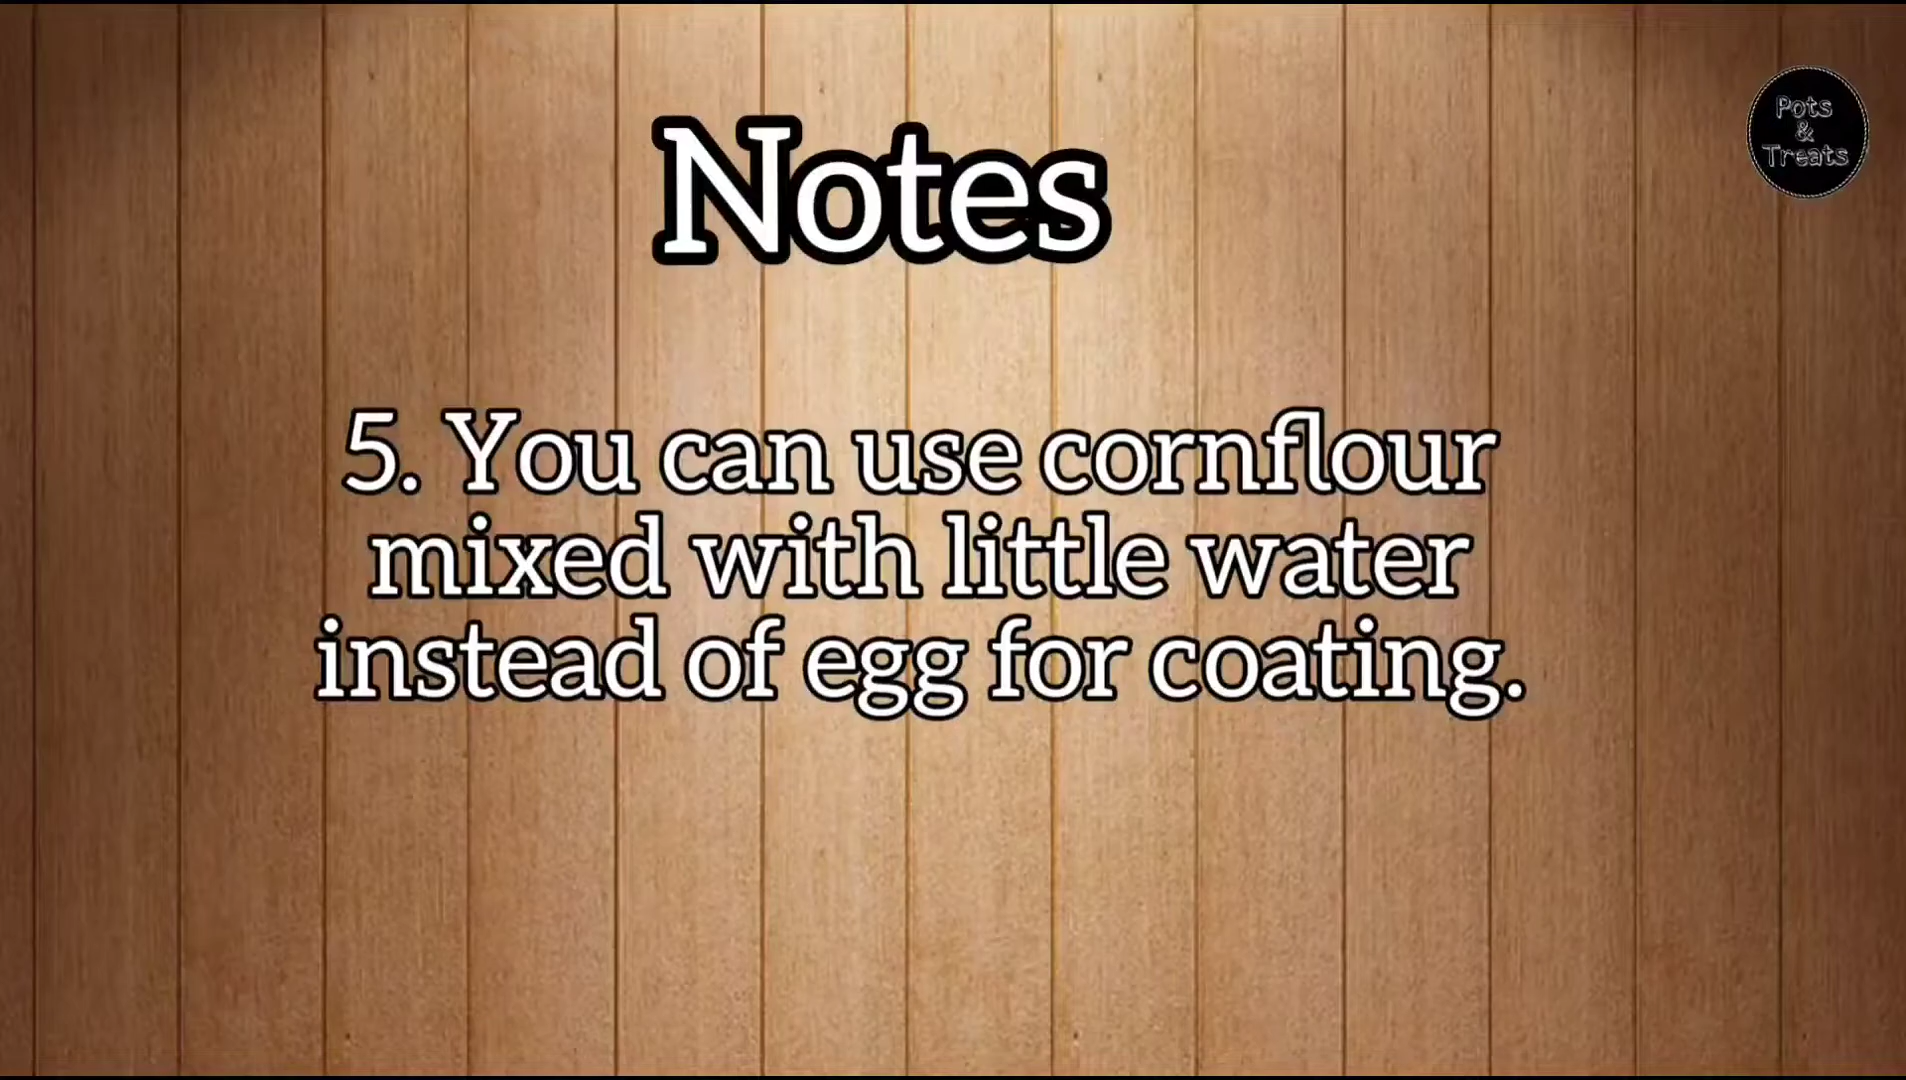 Pots
&
Treats
Notes
5. You can use cornflour
mixed with little water
instead of egg for coating.